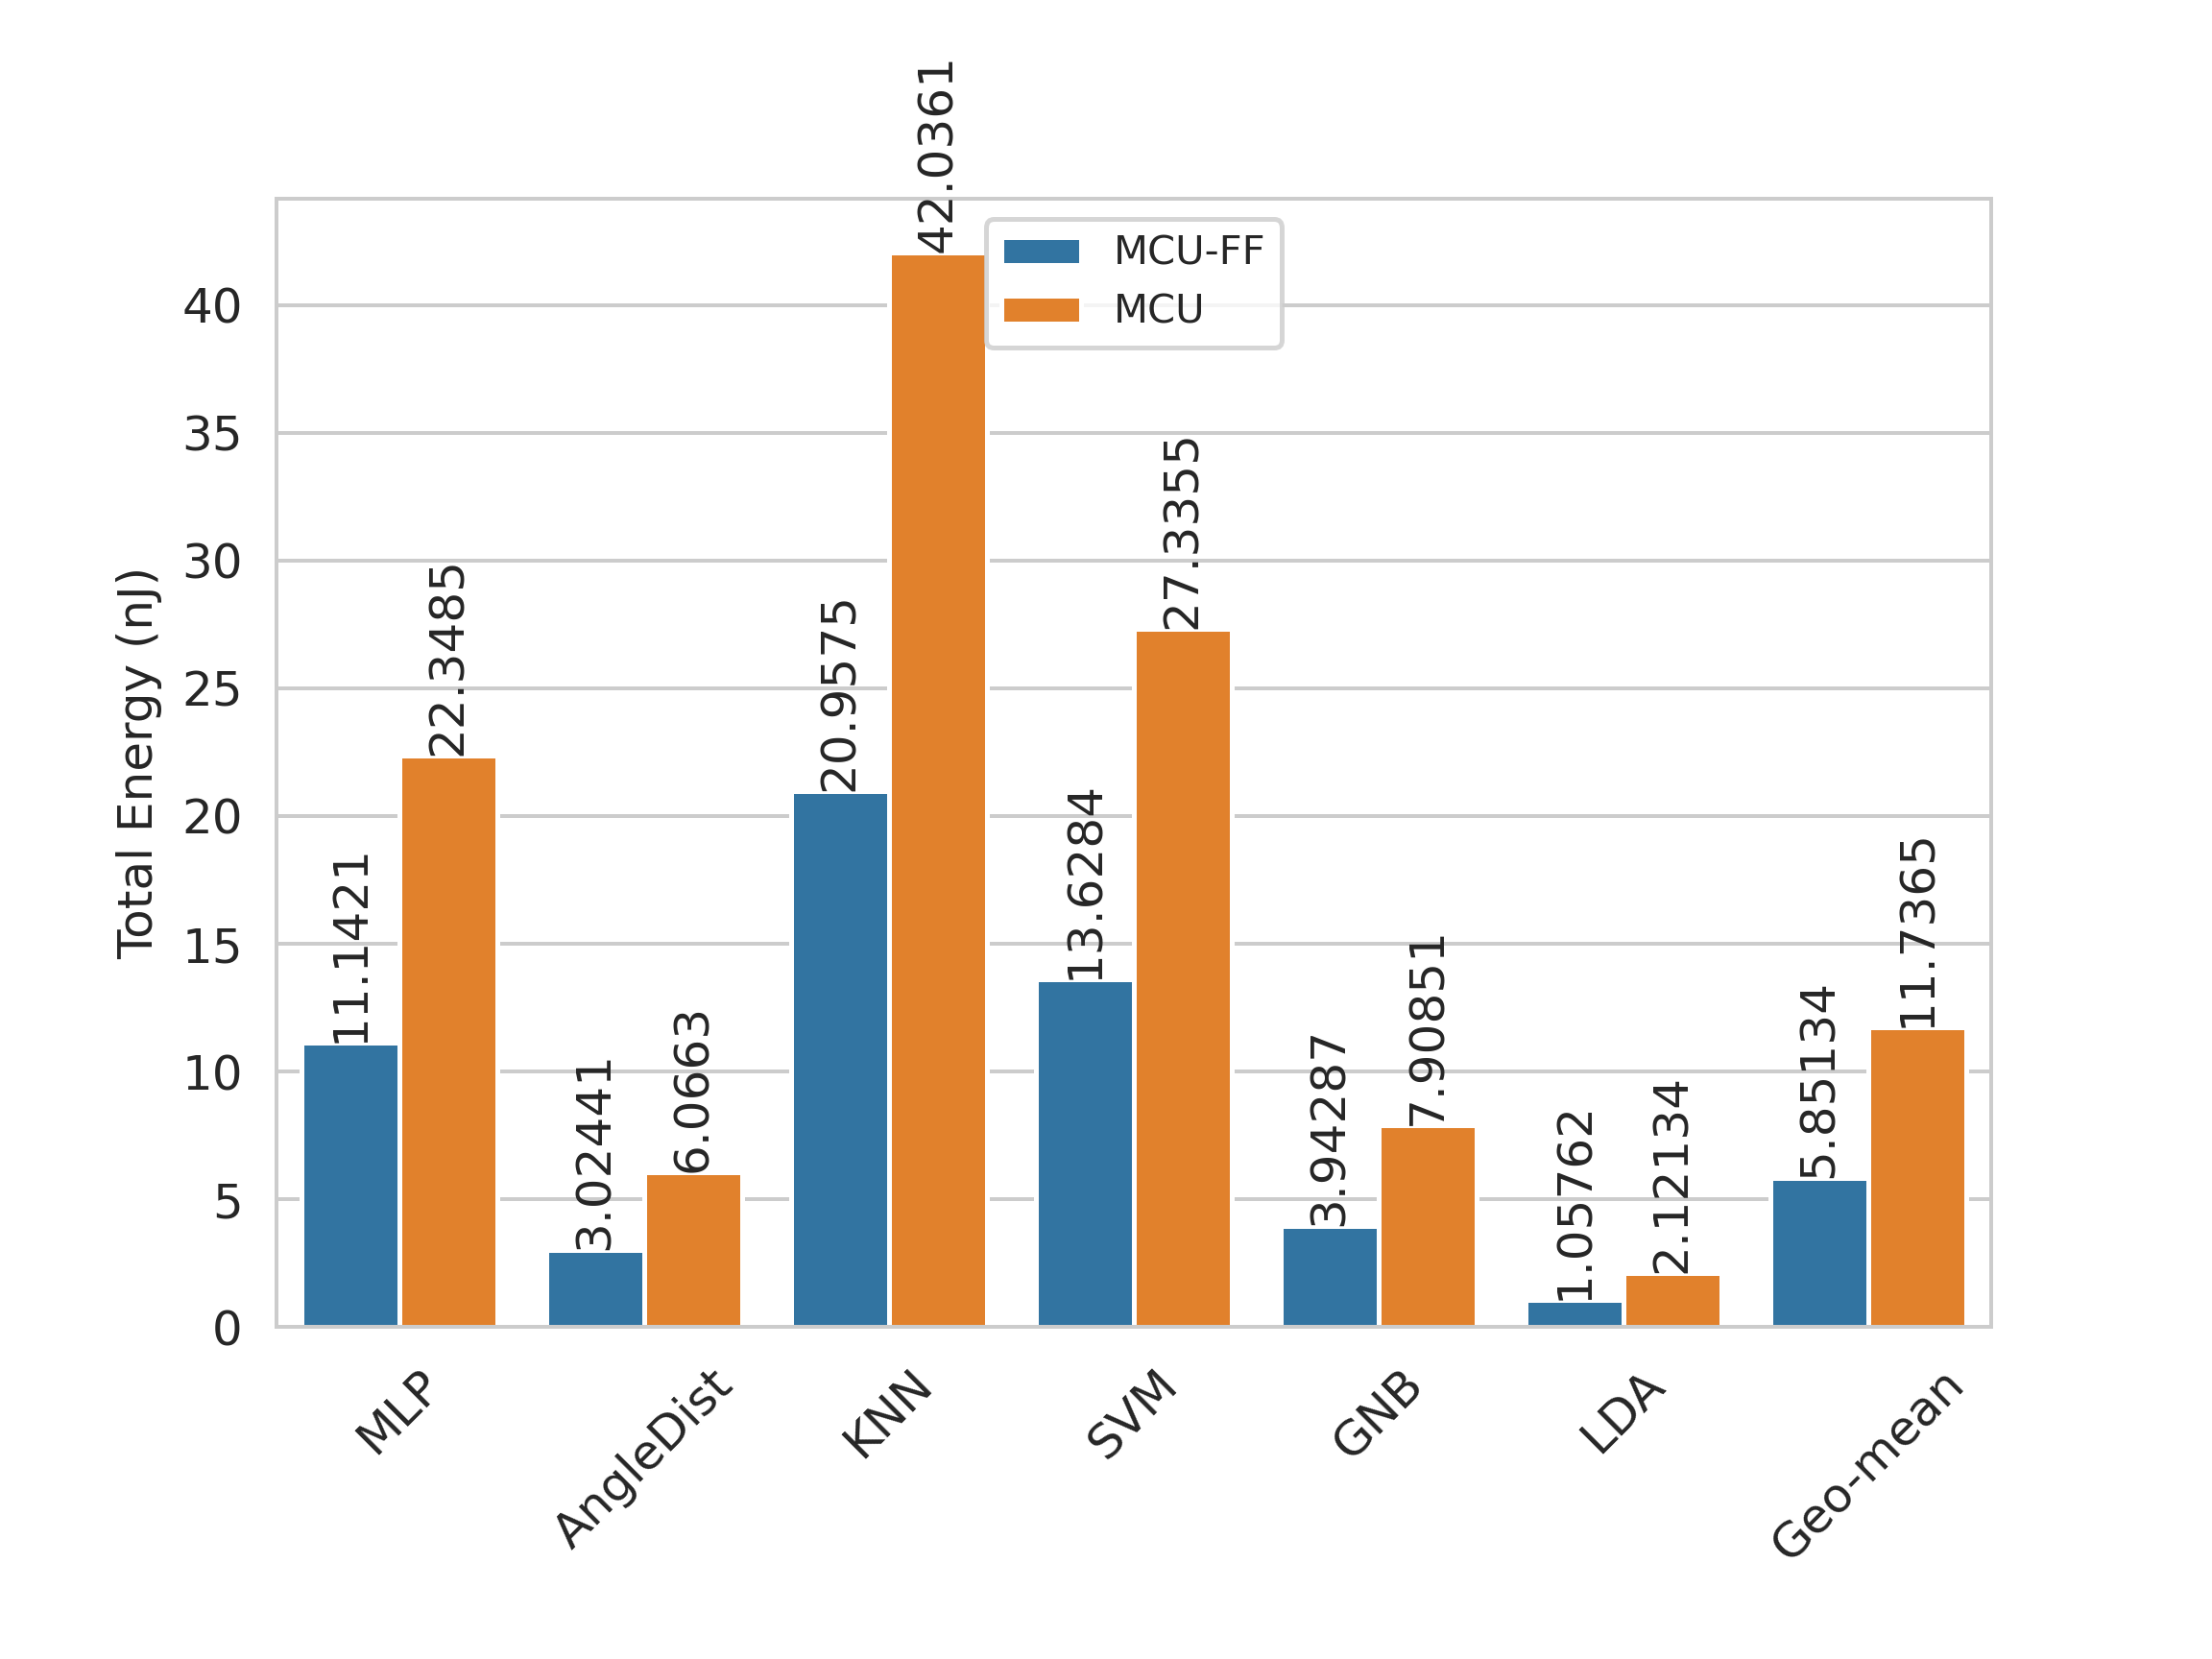 Total Energy (nJ)
40
35
30
25
20
15
10
5
0
MCU-FF
MCU
11.1421
22.3485
3.02441
6.0663
20.9575
42.0361
13.6284
27.3355
3.94287
7.90851
1.05762
2.12134
5.85134
11.7365
MLP
AngleDist
KNN
SVM
GNB
LDA
Geo-mean